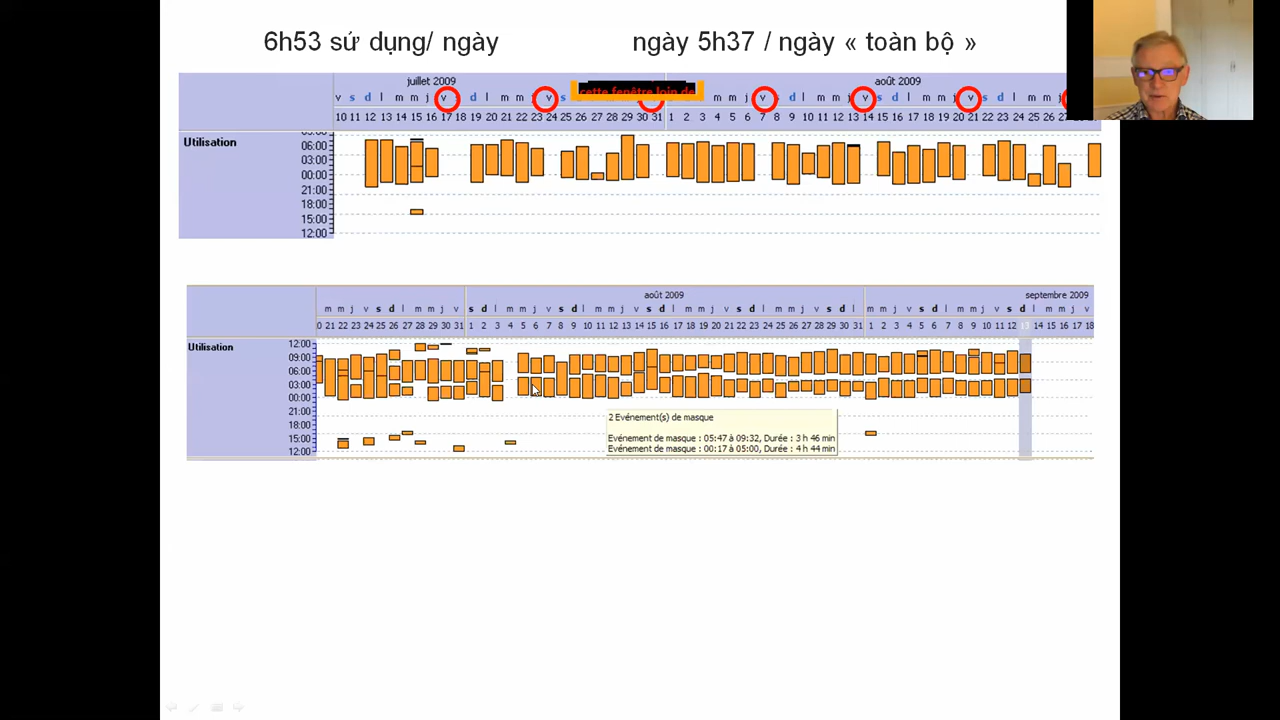 6h53 sử dụng/ ngày
ngày 5h37 / ngày « toàn bộ »
juillet 2009
août 2009
cette fenêtre loin de
v s d l m m j v s d l m m j v s
m m j v s d l m m j v s d l m m j v s d l m m j
10 11 12 13 14 15 16 17 18 19 20 21 22 23 24 25 26 27 28 29 30 31 1 2 3 4 5 6 7 8 9 10 11 12 13 14 15 16 17 18 19 20 21 22 23 24 25 26
Utilisation
06:00
03:00
00:00
21:00
18:00
15:00
12:00
août 2009
septembre 2009
m m j v s d l m m j v s d l m m j v s d l m m j v s d l m m j v s d l m m j v s d l m m j v s d l m m j v s d l m m j v
0 21 22 23 24 25 26 27 28 29 30 31 1 2 3 4 5 6 7 8 9 10 11 12 13 14 15 16 17 18 19 20 21 22 23 24 25 26 27 28 29 30 31 1 2 3 4 5 6 7 8 9 10 11 12 13 14 15 16 17 18
Utilisation
12:00
09:00
06:00
03:00
00:00
21:00
18:00
15:00
12:00
2 Evénement(s) de masque
Evénement de masque : 05:47 à 09:32, Durée : 3 h 46 min
Evénement de masque : 00:17 à 05:00, Durée : 4 h 44 min